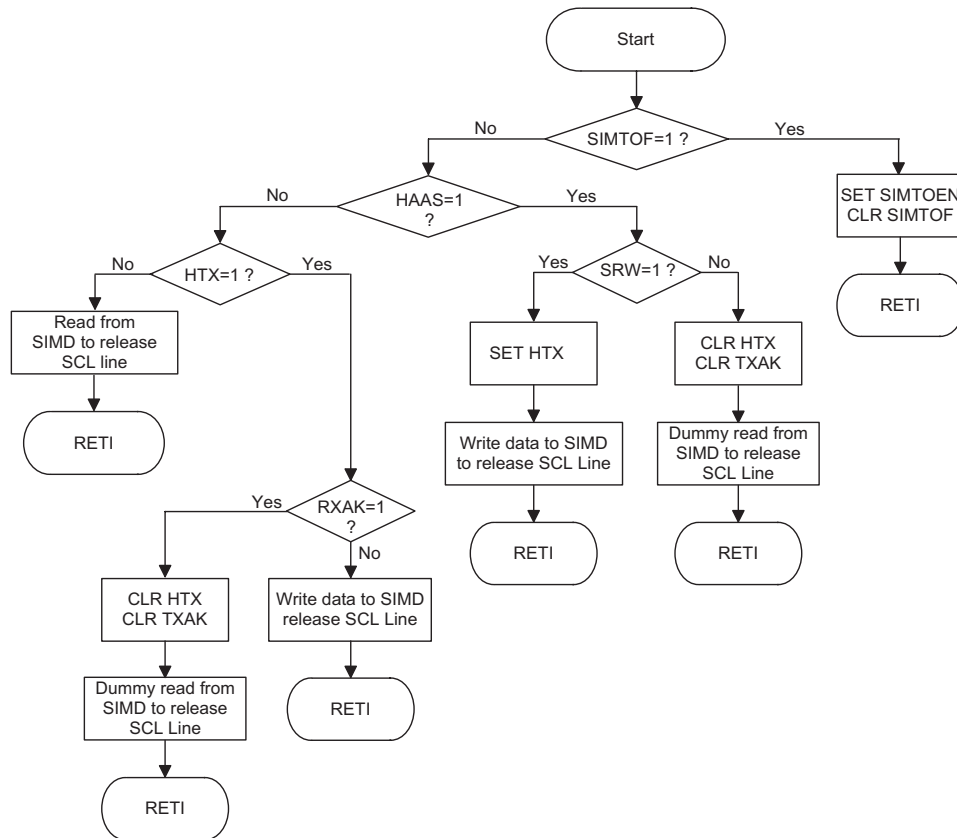 Start
SIMTOF=1 ?
No
Yes
HAAS=1
?
No
Yes
SET SIMTOEN
CLR SIMTOF
RETI
HTX=1 ?
No
Yes
SRW=1 ?
Yes
No
Read from
SIMD to release
SCL line
RETI
SET HTX
CLR HTX
CLR TXAK
Write data to SIMD
to release SCL Line
Dummy read from
SIMD to release
SCL Line
RETI
RETI
RXAK=1
?
Yes
No
CLR HTX
CLR TXAK
Write data to SIMD
release SCL Line
Dummy read from
SIMD to release
SCL Line
RETI
RETI